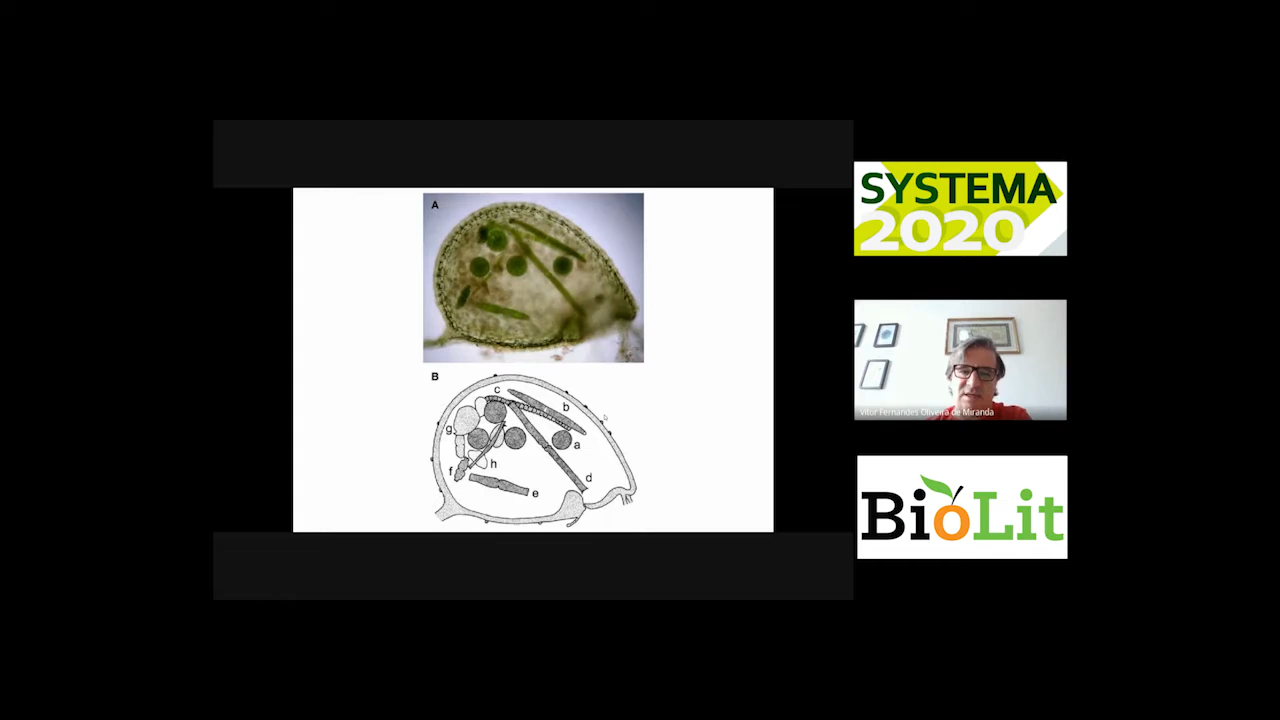 A
B
c
b
g
a
h
f
d
e
SYSTEMA
2020
Vitor Fernandes Oliveira de Miranda
BioLit